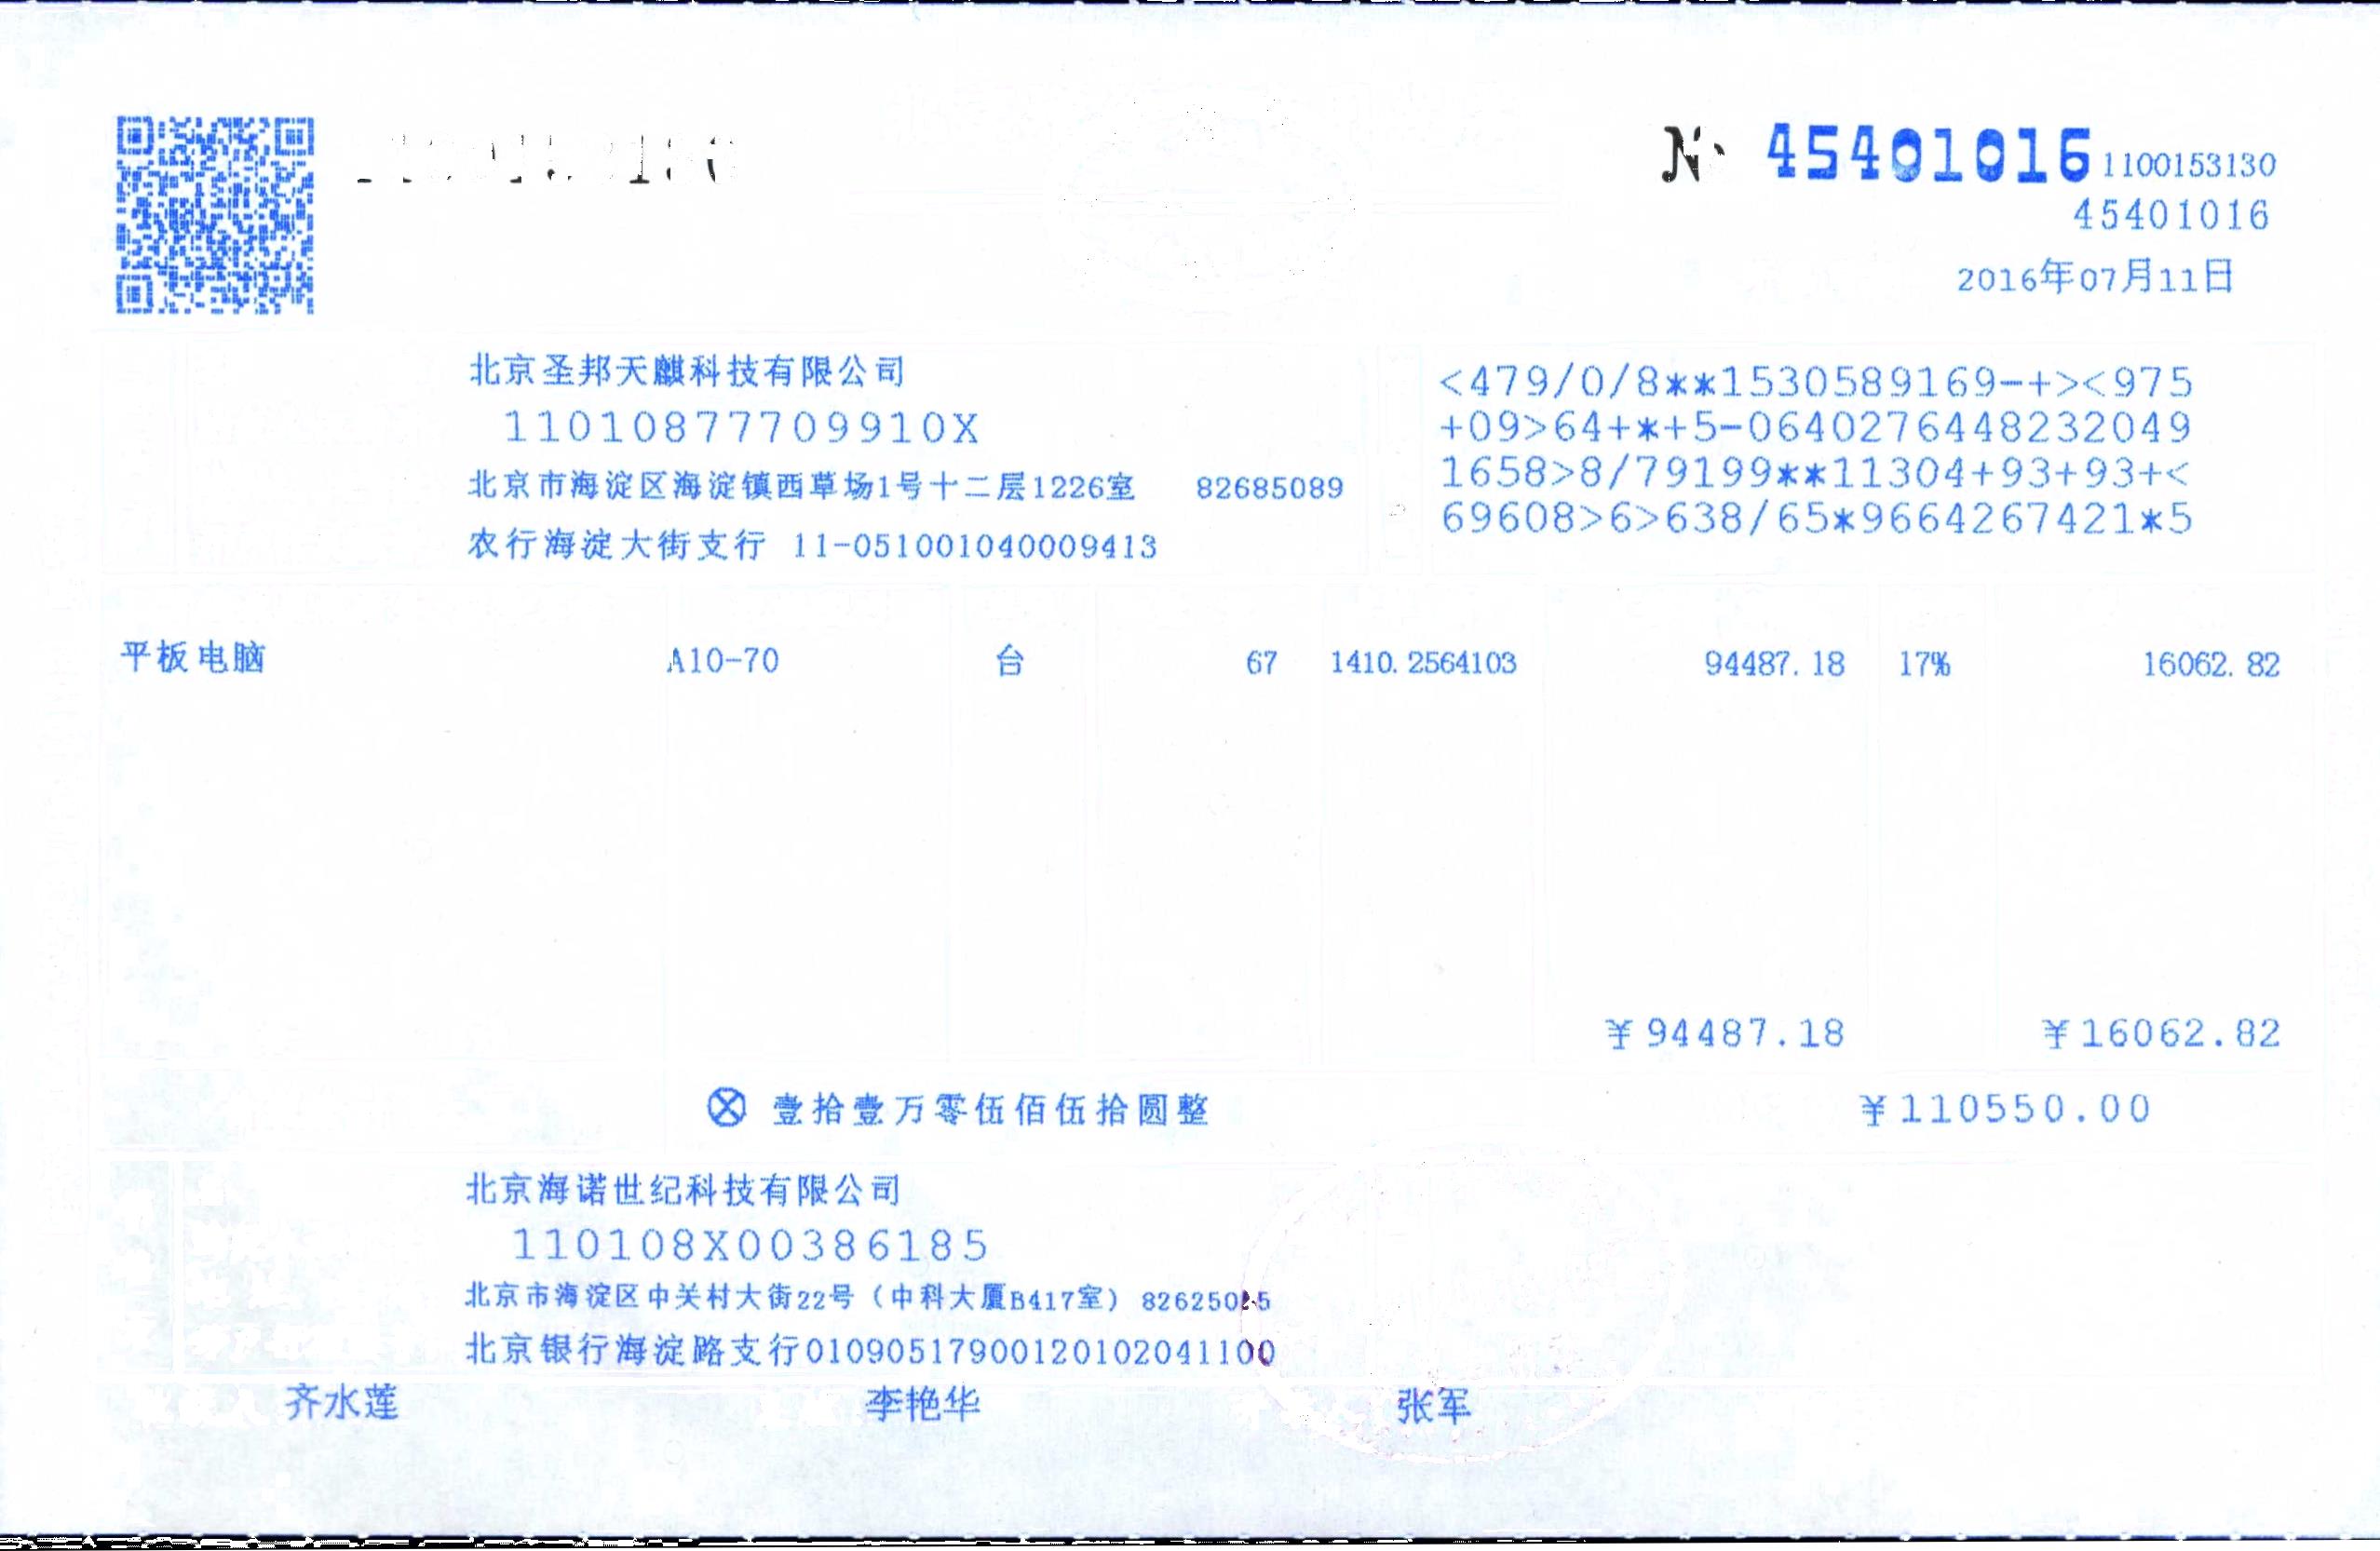 № 45401016 1100153130
45401016
2016年07月11日
北京圣邦天麒科技有限公司
11010877709910X
北京市海淀区海淀镇西草场1号十二层1226室 82685089
农行海淀大街支行 11-051001040009413
<479/0/8**1530589169-+><975
+09>64+*+5-0640276448232049
1658>8/79199**11304+93+93+<
69608>6>638/65*9664267421*5
平板电脑 A10-70 台 67 1410.2564103 94487.18 17% 16062.82
¥94487.18 ¥16062.82
ⓧ 壹拾壹万零伍佰伍拾圆整 ¥110550.00
北京海诺世纪科技有限公司
110108X00386185
北京市海淀区中关村大街22号（中科大厦B417室）
北京银行海淀路支行01090517900120102041100
齐水莲 李艳华 张军